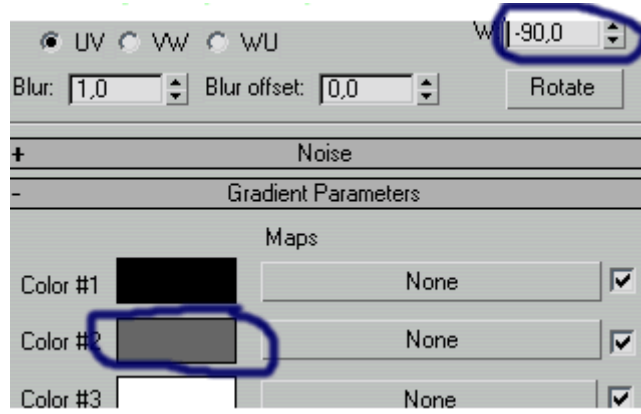 W -90,0
UV VW WU
Blur: 1,0 Blur offset: 0,0 Rotate
+ Noise
- Gradient Parameters
Maps
Color #1 None
Color #2 None
Color #3 None